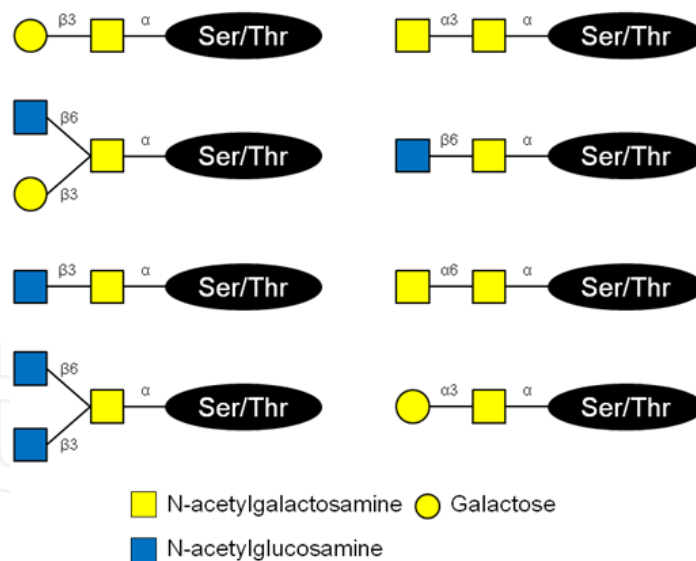 β3 α Ser/Thr α3 α Ser/Thr
β6
α Ser/Thr β6 α Ser/Thr
β3
β3 α Ser/Thr α6 α Ser/Thr
β6
α Ser/Thr α3 α Ser/Thr
β3
N-acetylgalactosamine Galactose
N-acetylglucosamine